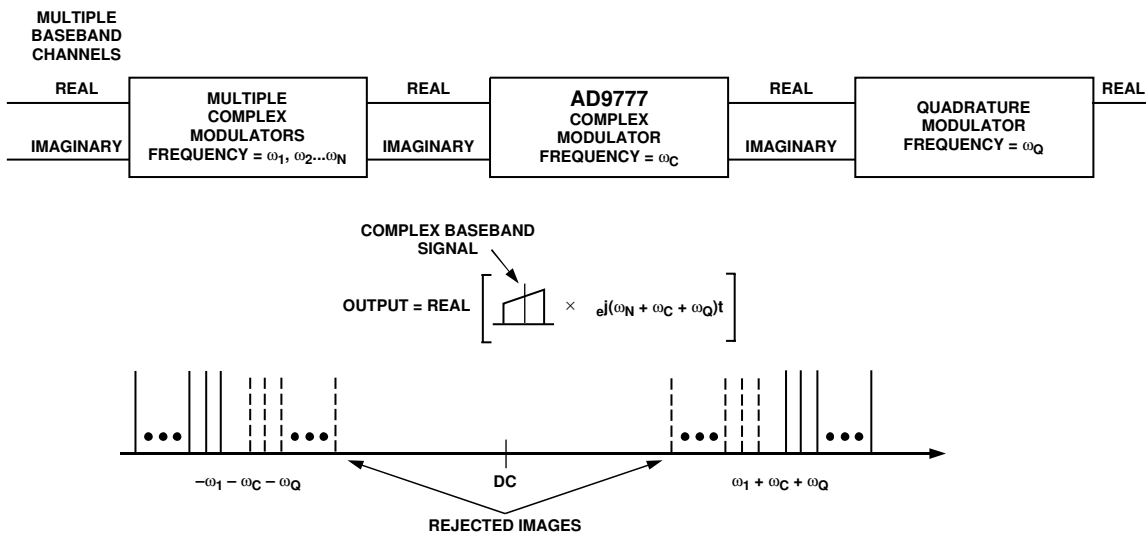 MULTIPLE
BASEBAND
CHANNELS
REAL
IMAGINARY
MULTIPLE
COMPLEX
MODULATORS
FREQUENCY = ω1, ω2...ωN
REAL
IMAGINARY
AD9777
COMPLEX
MODULATOR
FREQUENCY = ωC
REAL
IMAGINARY
QUADRATURE
MODULATOR
FREQUENCY = ωQ
REAL
COMPLEX BASEBAND
SIGNAL
OUTPUT = REAL [ × ej(ωN + ωC + ωQ)t ]
–ω1 – ωC – ωQ
DC
ω1 + ωC + ωQ
REJECTED IMAGES